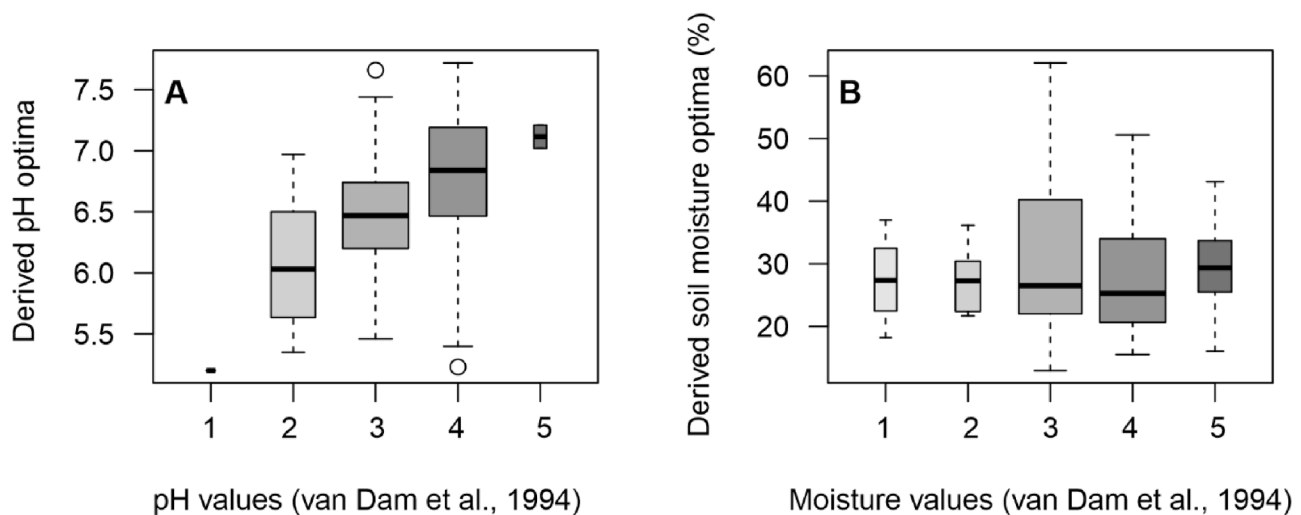 A
Derived pH optima
7.5
7.0
6.5
6.0
5.5
1 2 3 4 5
pH values (van Dam et al., 1994)
B
Derived soil moisture optima (%)
60
50
40
30
20
1 2 3 4 5
Moisture values (van Dam et al., 1994)